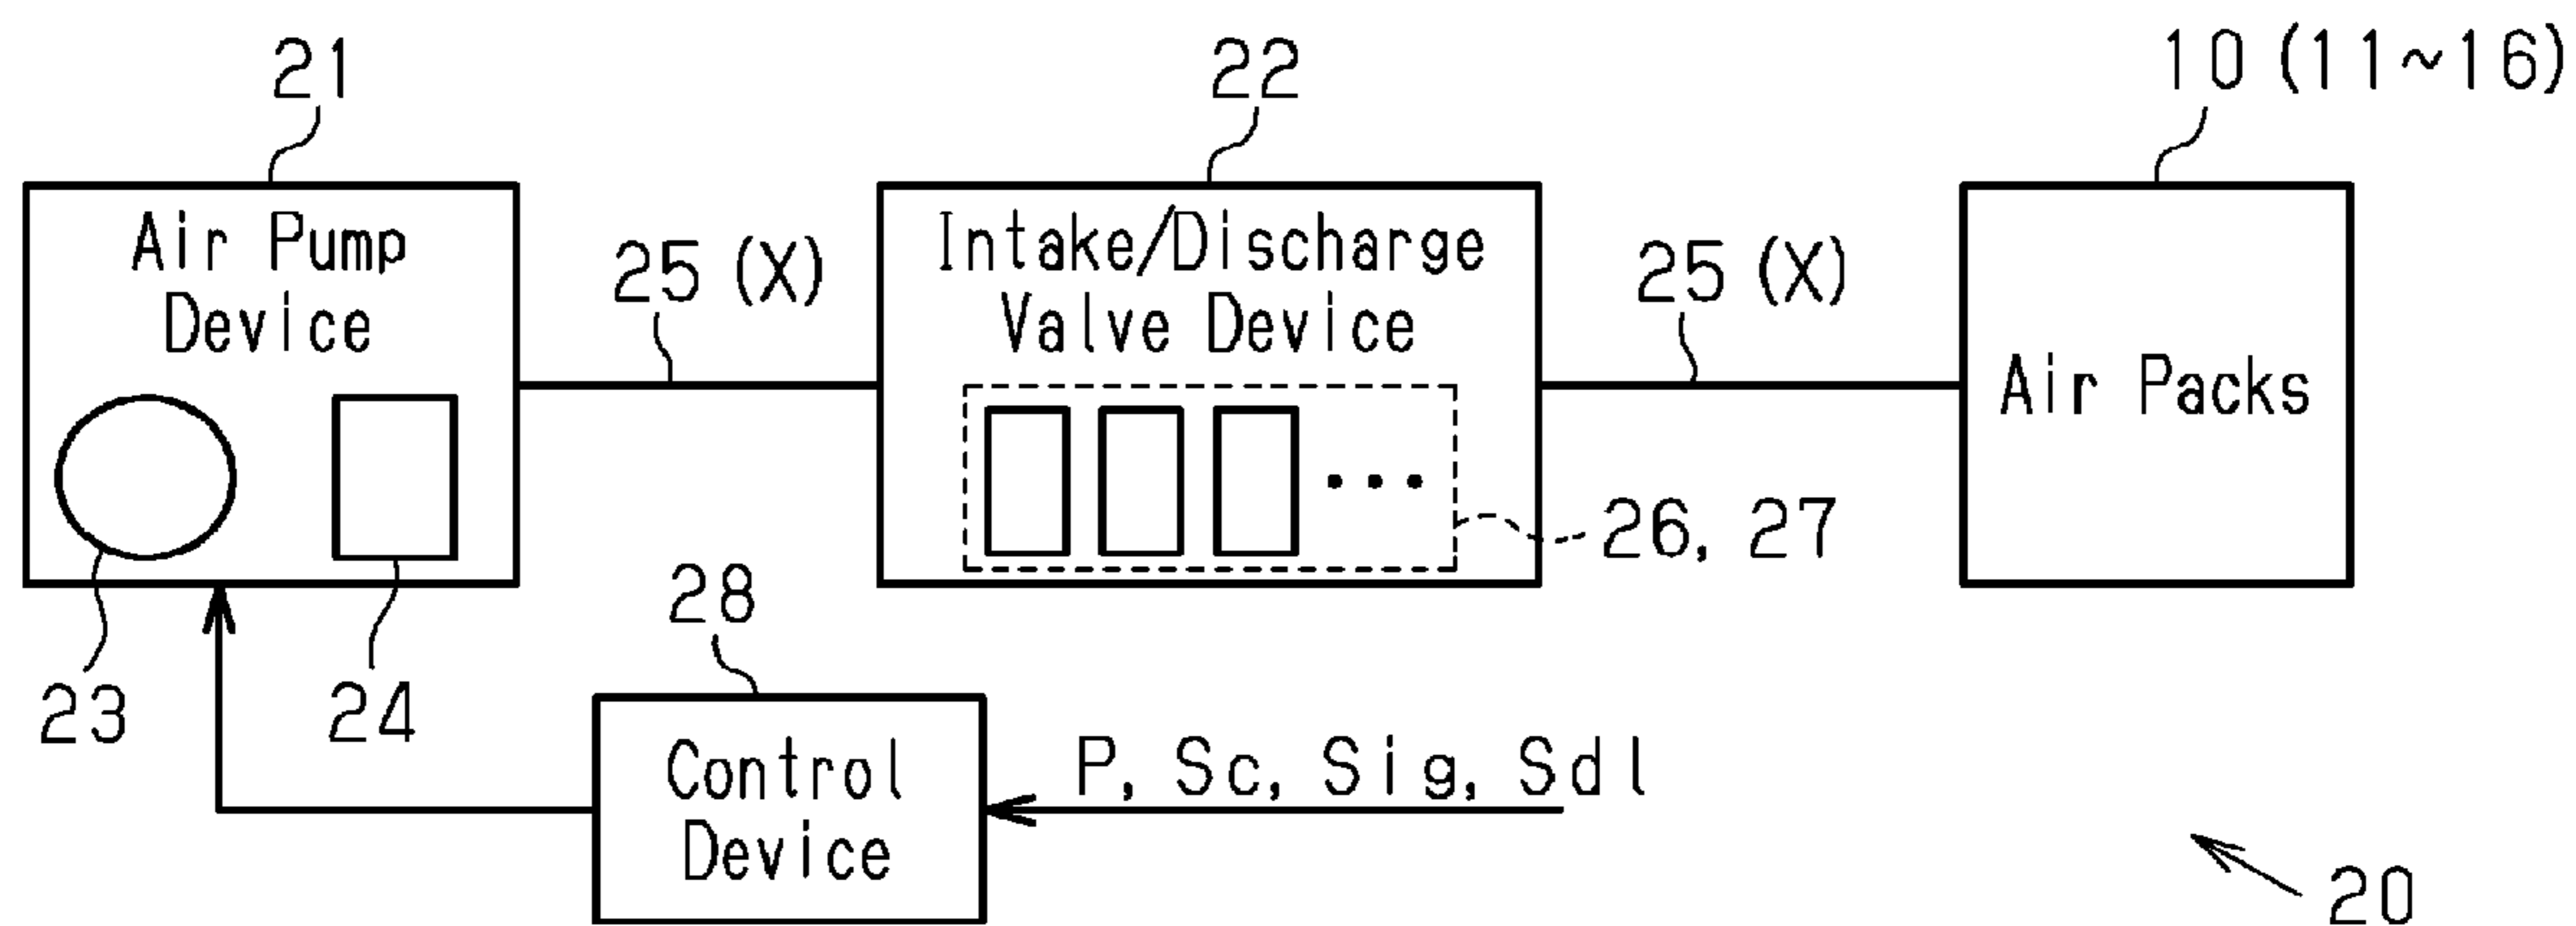 21
22
10 (11~16)
Air Pump
Device
25 (X)
Intake/Discharge
Valve Device
25 (X)
Air Packs
26, 27
23
24
28
Control
Device
P, Sc, Sig, Sdl
20